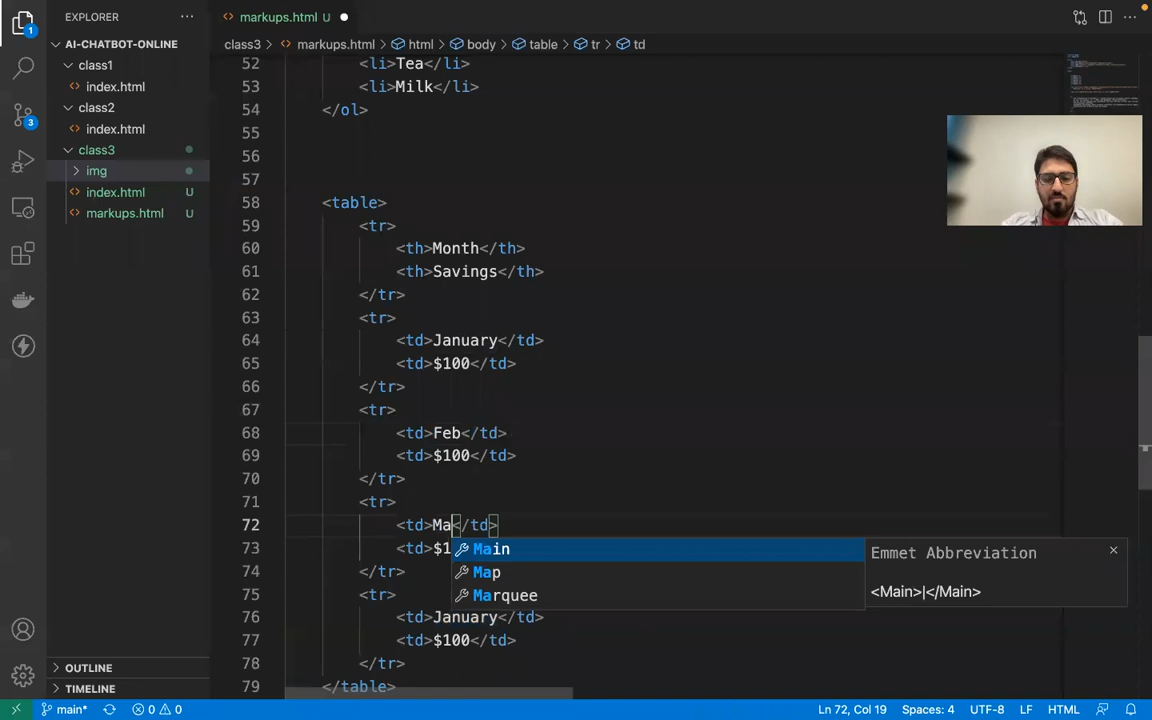 EXPLORER
markups.html U
AI-CHATBOT-ONLINE
class3 > markups.html > html > body > table > tr > td
class1
index.html
class2
index.html
class3
img
index.html U
markups.html U
1
3
52 <li>Tea</li>
53 <li>Milk</li>
54 </ol>
55
56
57
58 <table>
59 <tr>
60 <th>Month</th>
61 <th>Savings</th>
62 </tr>
63 <tr>
64 <td>January</td>
65 <td>$100</td>
66 </tr>
67 <tr>
68 <td>Feb</td>
69 <td>$100</td>
70 </tr>
71 <tr>
72 <td>Ma</td>
73 <td>$1
74 </tr>
75 <tr>
76 <td>January</td>
77 <td>$100</td>
78 </tr>
79 </table>
Main
Map
Marquee
Emmet Abbreviation
<Main>|</Main>
OUTLINE
TIMELINE
main* 0 0 Ln 72, Col 19 Spaces: 4 UTF-8 LF HTML